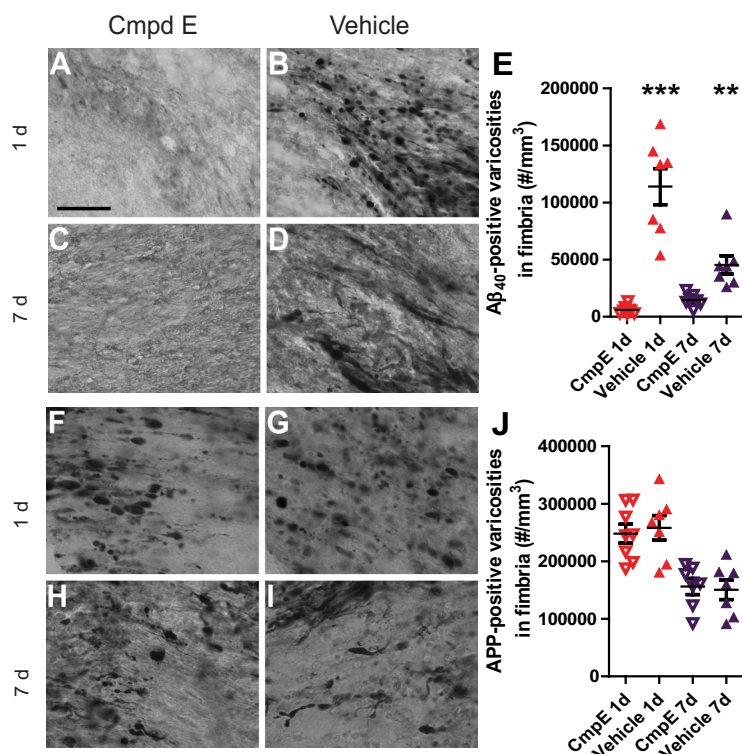 Cmpd E Vehicle
A B
1 d
C D
7 d
E
Aβ40-positive varicosities
in fimbria (#/mm³)
200000
150000
100000
50000
0
*** **
CmpE 1d
Vehicle 1d
CmpE 7d
Vehicle 7d
F G
1 d
H I
7 d
J
APP-positive varicosities
in fimbria (#/mm³)
400000
300000
200000
100000
0
CmpE 1d
Vehicle 1d
CmpE 7d
Vehicle 7d